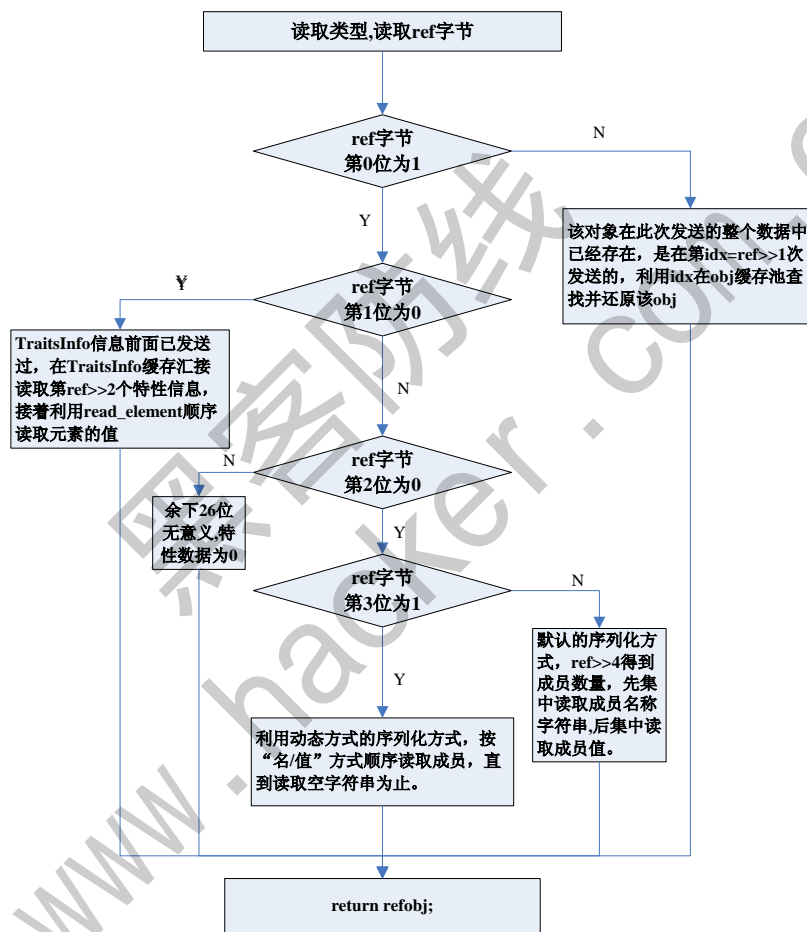 读取类型,读取ref字节
ref字节
第0位为1
N
Y
该对象在此次发送的整个数据中
已经存在，是在第idx=ref>>1次
发送的，利用idx在obj缓存池查
找并还原该obj
ref字节
第1位为0
Y
N
TraitsInfo信息前面已发送
过，在TraitsInfo缓存汇接
读取第ref>>2个特性信息，
接着利用read_element顺序
读取元素的值
ref字节
第2位为0
N
Y
余下26位
无意义,特
性数据为0
ref字节
第3位为1
N
Y
默认的序列化方
式，ref>>4得到
成员数量，先集
中读取成员名称
字符串,后集中读
取成员值。
利用动态方式的序列化方式，按
“名/值”方式顺序读取成员，直
到读取空字符串为止。
return refobj;
黑客防线
www.hacker.com.c